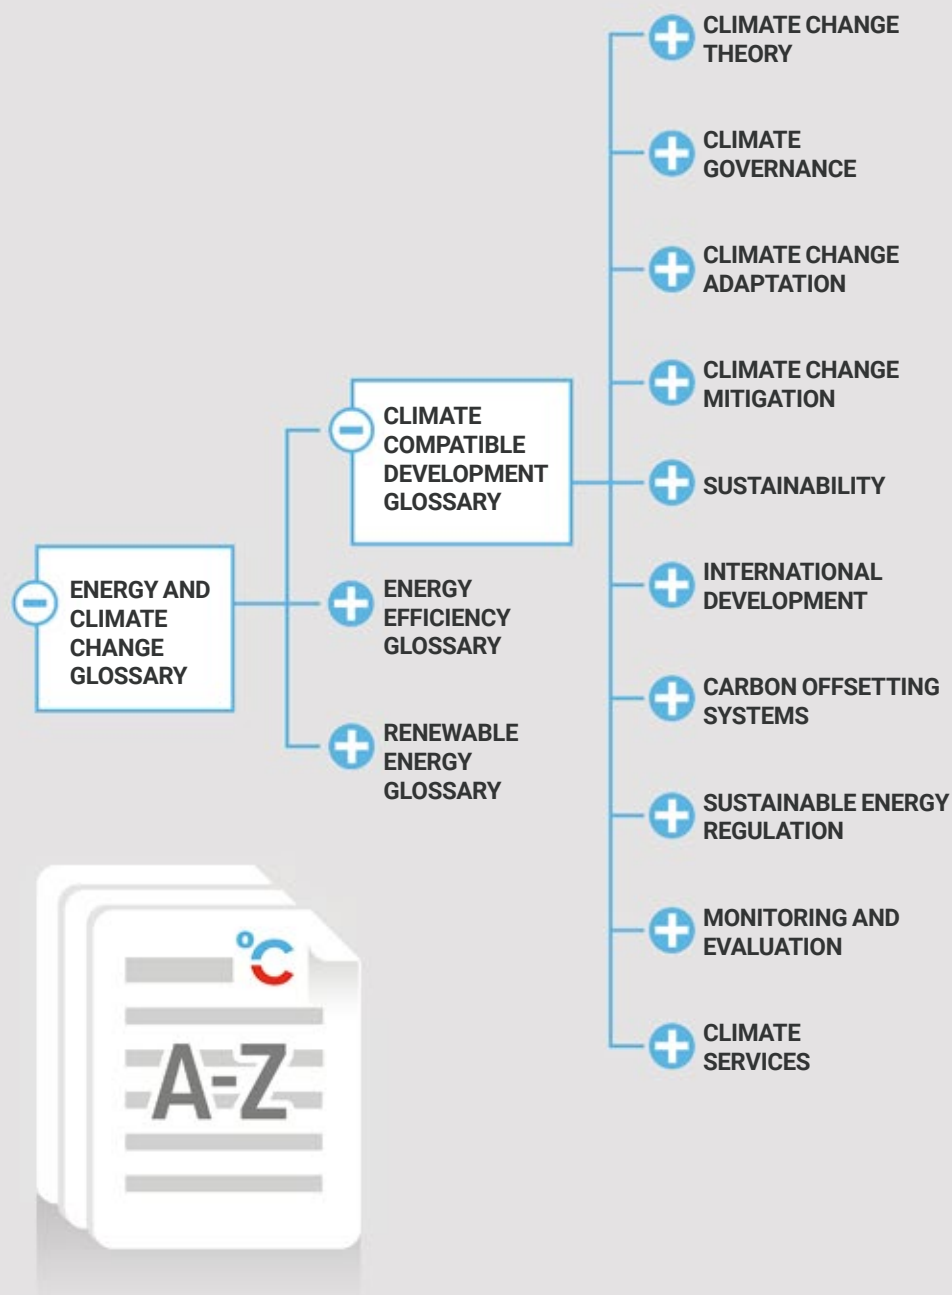 ENERGY AND
CLIMATE
CHANGE
GLOSSARY
CLIMATE
COMPATIBLE
DEVELOPMENT
GLOSSARY
ENERGY
EFFICIENCY
GLOSSARY
RENEWABLE
ENERGY
GLOSSARY
CLIMATE CHANGE
THEORY
CLIMATE
GOVERNANCE
CLIMATE CHANGE
ADAPTATION
CLIMATE CHANGE
MITIGATION
SUSTAINABILITY
INTERNATIONAL
DEVELOPMENT
CARBON OFFSETTING
SYSTEMS
SUSTAINABLE ENERGY
REGULATION
MONITORING AND
EVALUATION
CLIMATE
SERVICES
°C
A-Z